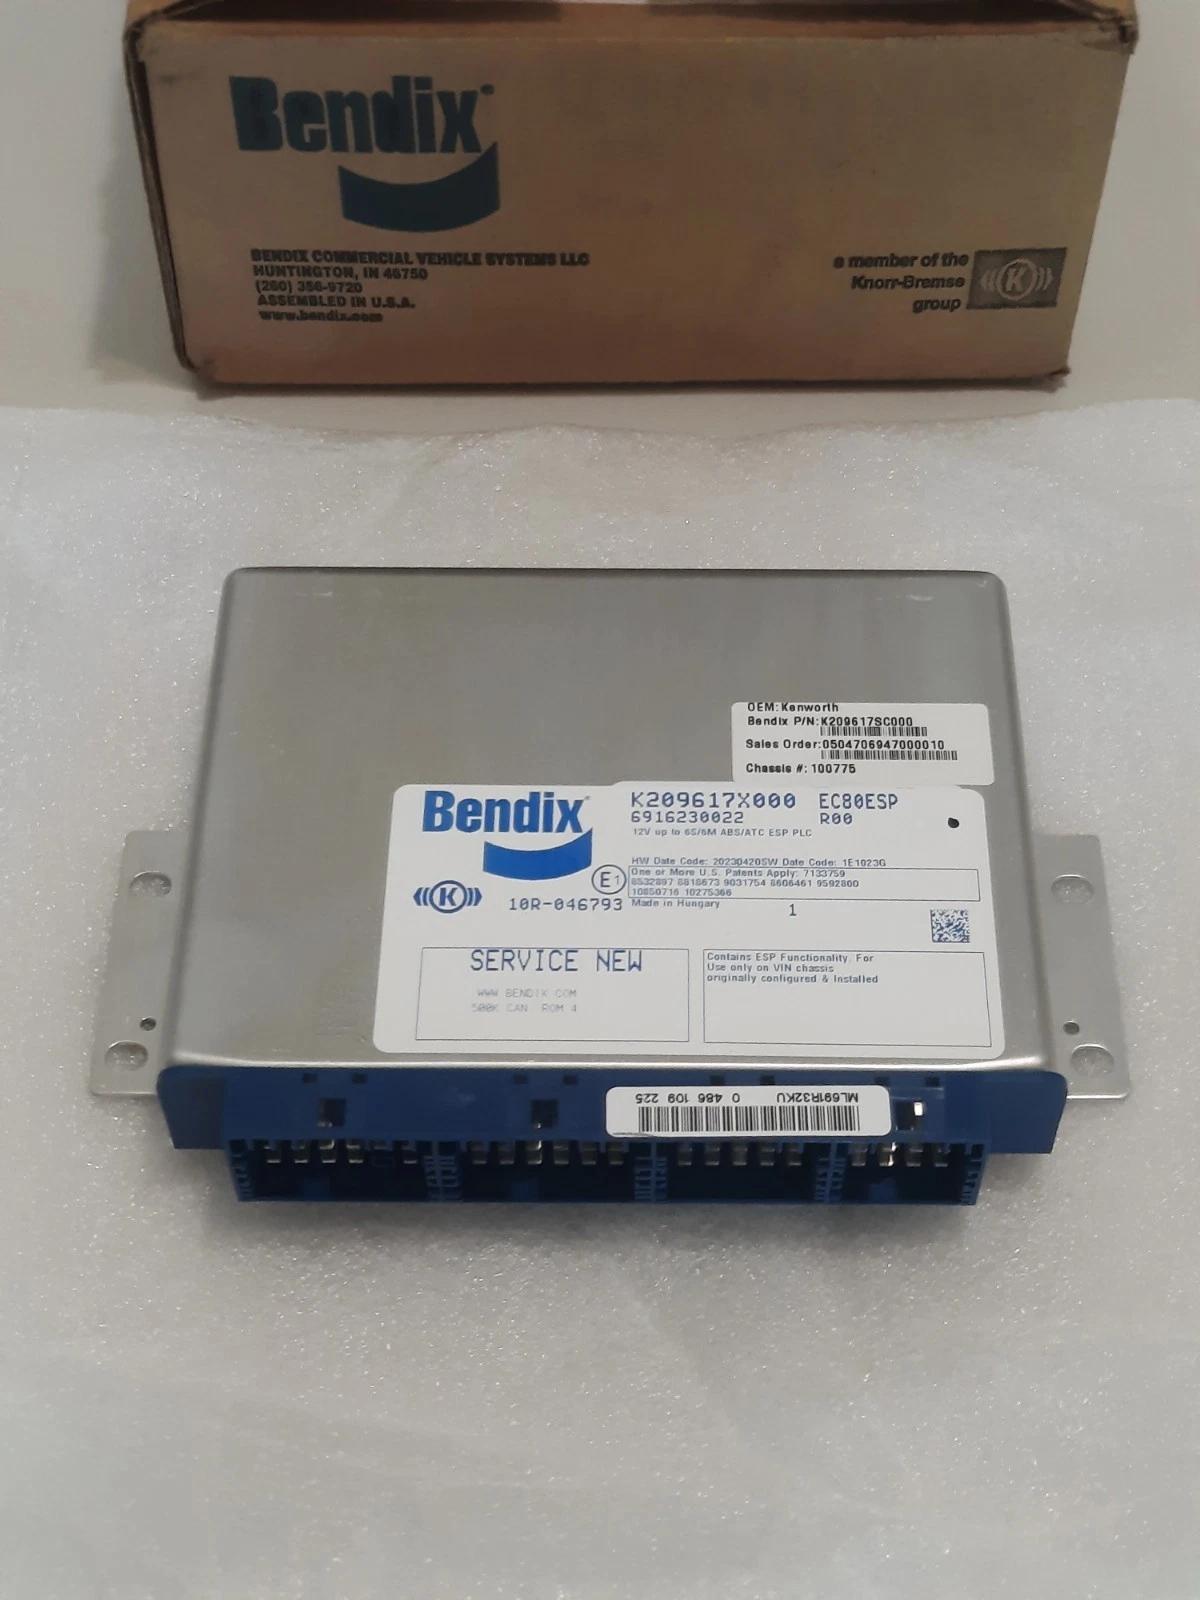 Bendix
BENDIX COMMERCIAL VEHICLE SYSTEMS LLC
HUNTINGTON, IN 46750
(260) 356-9720
ASSEMBLED IN U.S.A.
www.bendix.com
a member of the
Knorr-Bremse
group
K
OEM: Kenworth
Bendix P/N: K209617SC000
Sales Order: 0504706947000010
Chassis #: 100775
Bendix
K209617X000 EC80ESP
6916230022 R00
12V up to 6S/6M ABS/ATC ESP PLC
HW Date Code: 20230420SW Date Code: 1E1023G
One or More U.S. Patents Apply: 7133759
8532897 8818673 9031754 8606461 9592800
10850716 10275366
Made in Hungary
1
K
E1
10R-046793
SERVICE NEW
WWW.BENDIX.COM
500K CAN ROM 4
Contains ESP Functionality. For
Use only on VIN chassis
originally configured & Installed
ML691R32KU 0 486 109 225